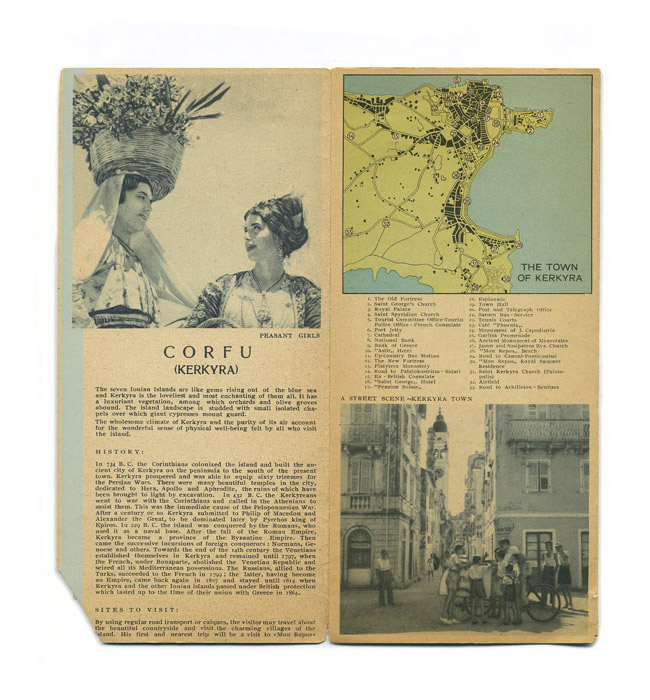 PEASANT GIRLS
CORFU
(KERKYRA)
The seven Ionian Islands are like gems rising out of the blue sea
and Kerkyra is the loveliest and most enchanting of them all. It has
a luxuriant vegetation, among which orchards and olive groves
abound. The island landscape is studded with small isolated cha-
pels over which giant cypresses mount guard.
The wholesome climate of Kerkyra and the purity of its air account
for the wonderful sense of physical well-being felt by all who visit
the island.
HISTORY:
In 734 B. C. the Corinthians colonized the island and built the an-
cient city of Kerkyra on the peninsula to the south of the present
town. Kerkyra prospered and was able to equip sixty triremes for
the Persian Wars. There were many beautiful temples in the city,
dedicated to Hera, Apollo and Aphrodite, the ruins of which have
been brought to light by excavation. In 432 B. C. the Kerkyreans
went to war with the Corinthians and called in the Athenians to
assist them. This was the immediate cause of the Peloponnesian War.
After a century or so Kerkyra submitted to Philip of Macedon and
Alexander the Great, to be dominated later by Pyrrhos king of
Epiros. In 229 B. C. the island was conquered by the Romans, who
used it as a naval base. After the fall of the Roman Empire,
Kerkyra became a province of the Byzantine Empire. Then
came the successive incursions of foreign conquerors: Normans, Ge-
noese and others. Towards the end of the 14th century the Venetians
established themselves in Kerkyra and remained until 1797, when
the French, under Bonaparte, abolished the Venetian Republic and
seized all its Mediterranean possessions. The Russians, allied to the
Turks, succeeded to the French in 1799; the latter, having become
an Empire, came back again in 1807 and stayed until 1814 when
Kerkyra and the other Ionian islands passed under British protection
which lasted up to the time of their union with Greece in 1864.
SITES TO VISIT:
By using regular road transport or caiques, the visitor may travel about
the beautiful countryside and visit the charming villages of the
island. His first and nearest trip will be a visit to «Mon Repos»
THE TOWN
OF KERKYRA
1. The Old Fortress
2. Saint George's Church
3. Royal Palace
4. Saint Spyridion Church
5. Tourist Committee Office-Tourist
Police Office - French Consulate
6. Port Jetty
7. Cathedral
8. National Bank
9. Bank of Greece
10. Hotel
11. Up-country Bus Station
12. The New Fortress
13. Platytera Monastery
14. Road to Palaiokastritsa - Sidari
15. British Consulate
16. "Saint George" Hotel
17. "Pension Suisse"
18. Esplanade
19. Town Hall
20. Post and Telegraph Office
21. Saroco Bus - Service
22. Tennis Courts
23. Café "Phoenix"
24. Monument of J. Capodistria
25. Garitsa Promenade
26. Ancient Monument of Menecrates
27. Jason and Sosipatros Byz. Church
28. "Mon Repos" Beach
29. Road to Canoni-Pontikonissi
30. "Mon Repos" Royal Summer
Residence
31. Saint Kerkyra Church (Palaio-
polis)
32. Airfield
33. Road to Achilleion - Benitses
A STREET SCENE—KERKYRA TOWN